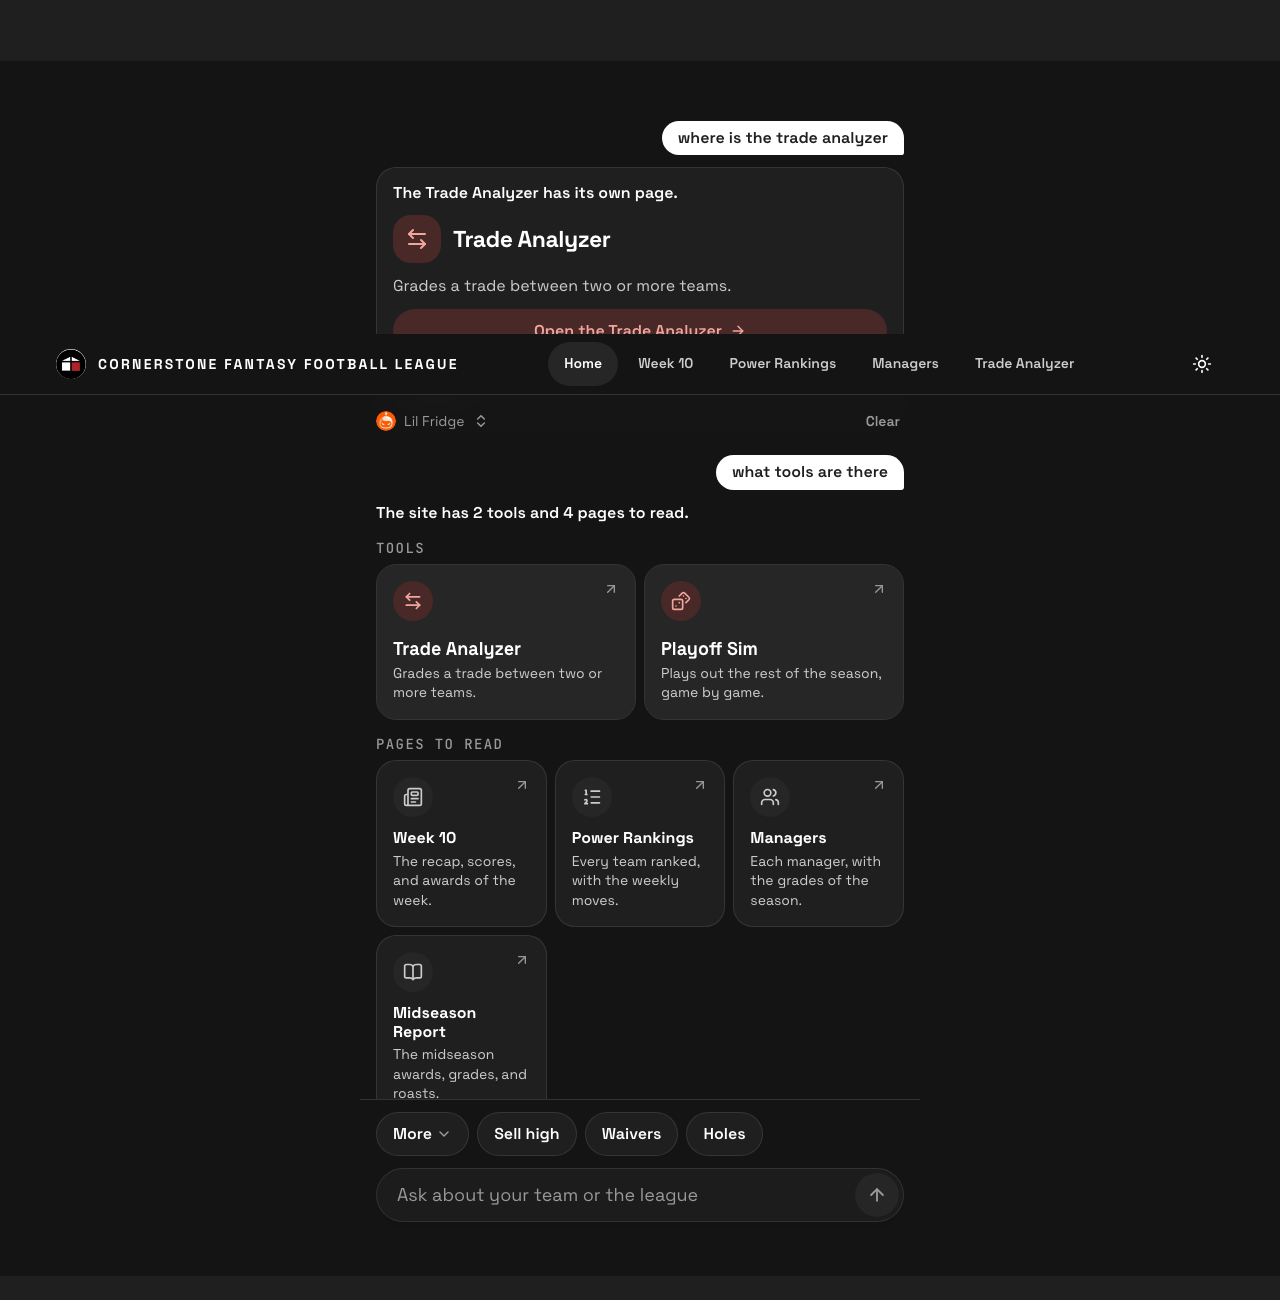 where is the trade analyzer
The Trade Analyzer has its own page.
Trade Analyzer
Grades a trade between two or more teams.
Open the Trade Analyzer
CORNERSTONE FANTASY FOOTBALL LEAGUE
Home
Week 10
Power Rankings
Managers
Trade Analyzer
Lil Fridge
Clear
what tools are there
The site has 2 tools and 4 pages to read.
TOOLS
Trade Analyzer
Grades a trade between two or
more teams.
Playoff Sim
Plays out the rest of the season,
game by game.
PAGES TO READ
Week 10
The recap, scores,
and awards of the
week.
Power Rankings
Every team ranked,
with the weekly
moves.
Managers
Each manager, with
the grades of the
season.
Midseason
Report
The midseason
awards, grades, and
roasts.
More
Sell high
Waivers
Holes
Ask about your team or the league